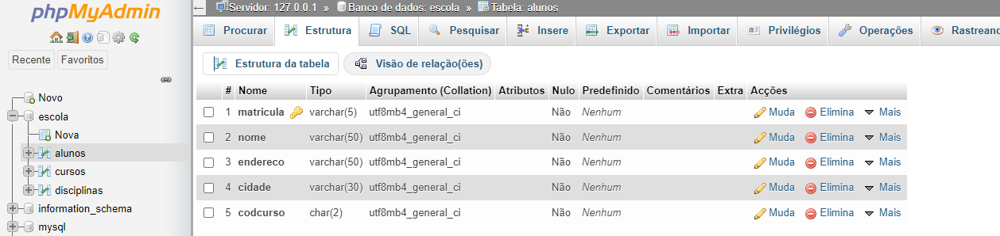 phpMyAdmin
Recente Favoritos
Novo
escola
Nova
alunos
cursos
disciplinas
information_schema
mysql
Servidor: 127.0.0.1 » Banco de dados: escola » Tabela: alunos
Procurar Estrutura SQL Pesquisar Insere Exportar Importar Privilégios Operações Rastreand
Estrutura da tabela Visão de relação(ões)
# Nome Tipo Agrupamento (Collation) Atributos Nulo Predefinido Comentários Extra Acções
1 matricula varchar(5) utf8mb4_general_ci Não Nenhum Muda Elimina Mais
2 nome varchar(50) utf8mb4_general_ci Não Nenhum Muda Elimina Mais
3 endereco varchar(50) utf8mb4_general_ci Não Nenhum Muda Elimina Mais
4 cidade varchar(30) utf8mb4_general_ci Não Nenhum Muda Elimina Mais
5 codcurso char(2) utf8mb4_general_ci Não Nenhum Muda Elimina Mais